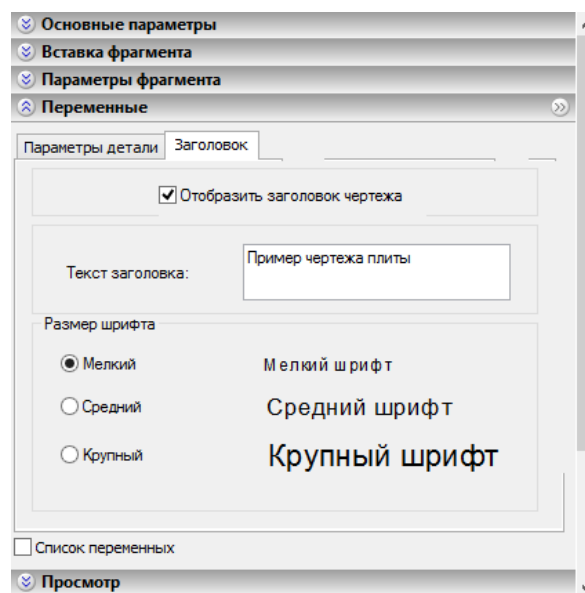 Основные параметры
Вставка фрагмента
Параметры фрагмента
Переменные
Параметры детали Заголовок
Отобразить заголовок чертежа
Текст заголовка: Пример чертежа плиты
Размер шрифта
Мелкий Мелкий шрифт
Средний Средний шрифт
Крупный Крупный шрифт
Список переменных
Просмотр